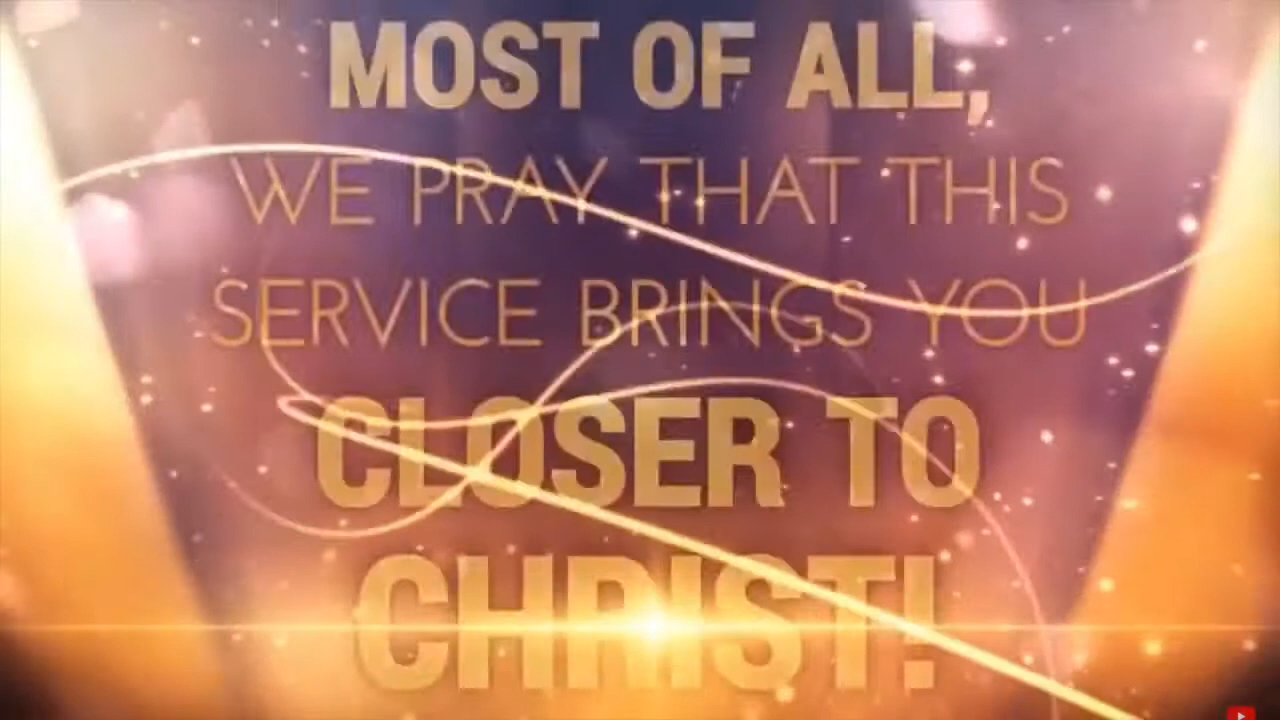 MOST OF ALL,
WE PRAY THAT THIS
SERVICE BRINGS YOU
CLOSER TO
CHRIST!